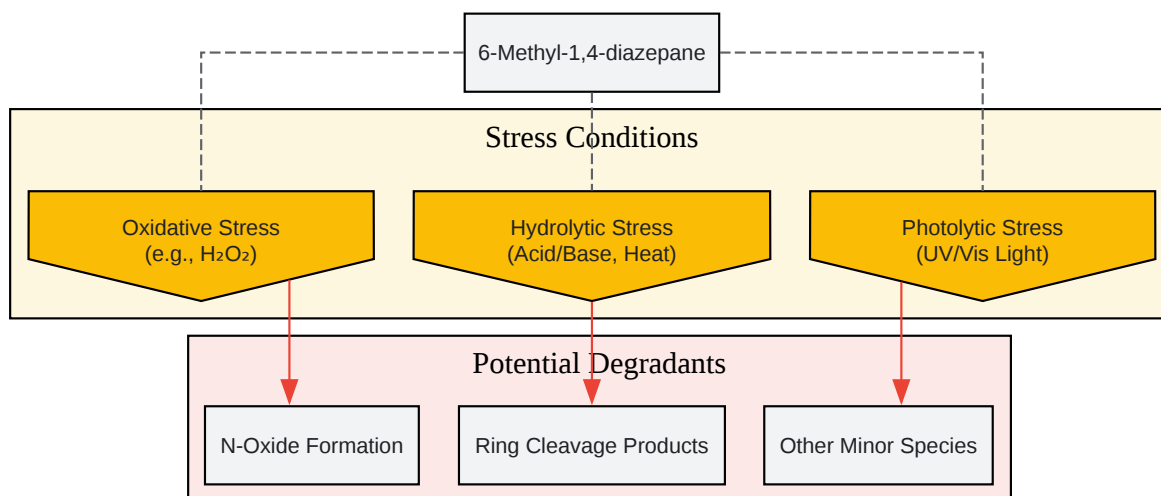 6-Methyl-1,4-diazepane
Stress Conditions
Oxidative Stress
(e.g., H₂O₂)
Hydrolytic Stress
(Acid/Base, Heat)
Photolytic Stress
(UV/Vis Light)
Potential Degradants
N-Oxide Formation
Ring Cleavage Products
Other Minor Species